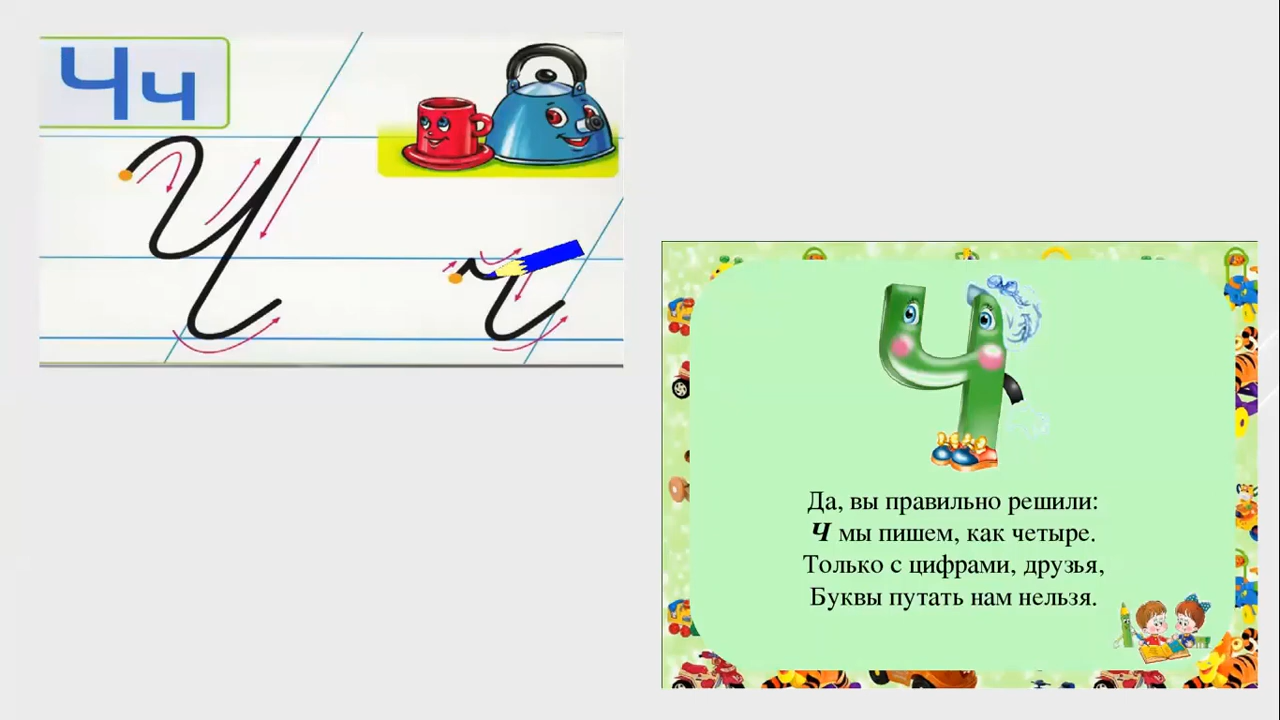 Чч
Ч ч
Да, вы правильно решили:
Ч мы пишем, как четыре.
Только с цифрами, друзья,
Буквы путать нам нельзя.